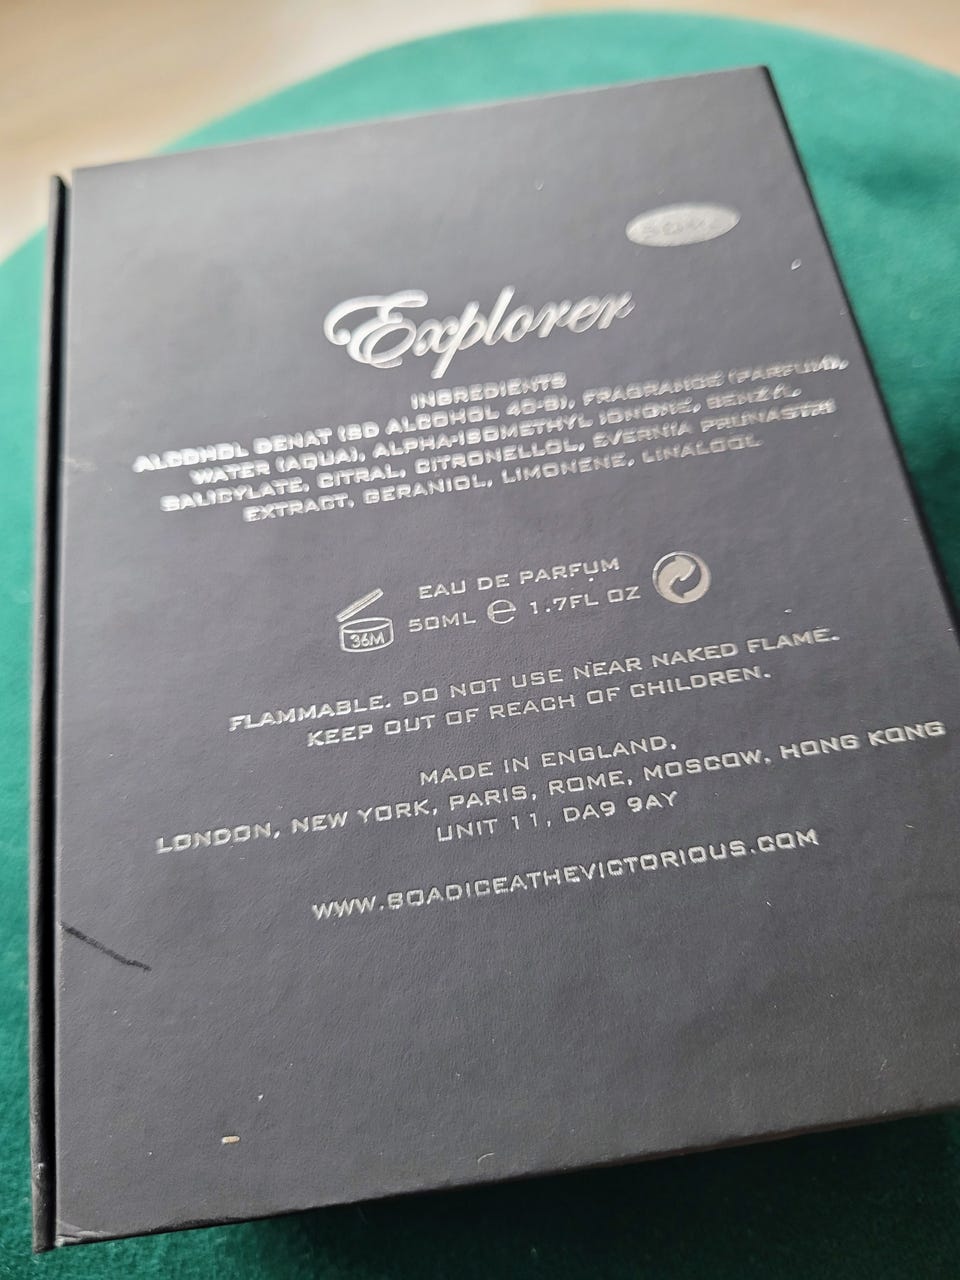 Explorer
INGREDIENTS
ALCOHOL DENAT (SD ALCOHOL 40-B), FRAGRANCE (PARFUM),
WATER (AQUA), ALPHA-ISOMETHYL IONONE, BENZYL
SALICYLATE, CITRAL, CITRONELLOL, EVERNIA PRUNASTRI
EXTRACT, GERANIOL, LIMONENE, LINALOOL
EAU DE PARFUM
36M 50ML e 1.7FL OZ
FLAMMABLE. DO NOT USE NEAR NAKED FLAME.
KEEP OUT OF REACH OF CHILDREN.
MADE IN ENGLAND.
LONDON, NEW YORK, PARIS, ROME, MOSCOW, HONG KONG
UNIT 11, DA9 9AY
WWW.BOADICEATHEVICTORIOUS.COM